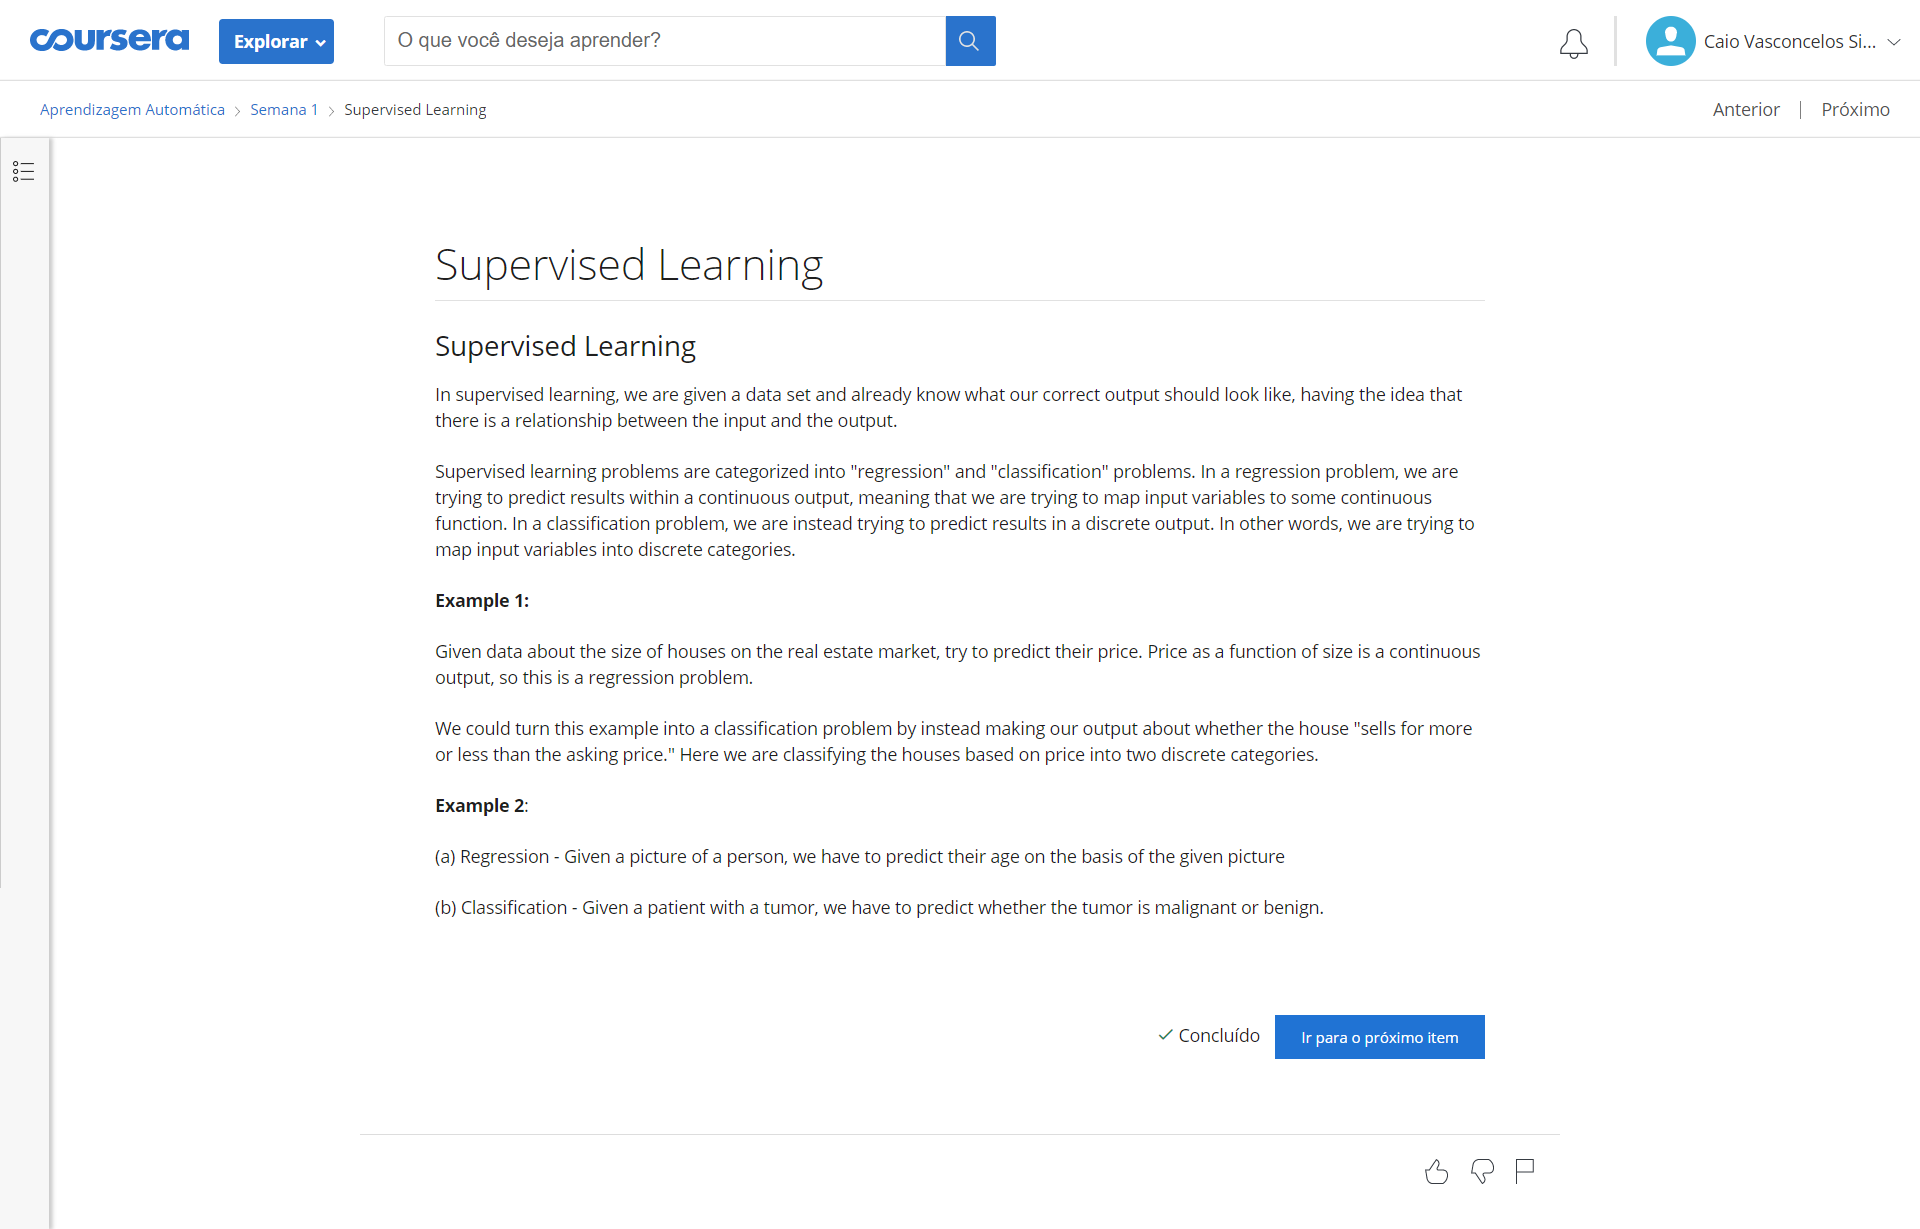 coursera
Explorar
O que você deseja aprender?
Caio Vasconcelos Si...
Aprendizagem Automática > Semana 1 > Supervised Learning
Anterior | Próximo
Supervised Learning
Supervised Learning
In supervised learning, we are given a data set and already know what our correct output should look like, having the idea that
there is a relationship between the input and the output.
Supervised learning problems are categorized into "regression" and "classification" problems. In a regression problem, we are
trying to predict results within a continuous output, meaning that we are trying to map input variables to some continuous
function. In a classification problem, we are instead trying to predict results in a discrete output. In other words, we are trying to
map input variables into discrete categories.
Example 1:
Given data about the size of houses on the real estate market, try to predict their price. Price as a function of size is a continuous
output, so this is a regression problem.
We could turn this example into a classification problem by instead making our output about whether the house "sells for more
or less than the asking price." Here we are classifying the houses based on price into two discrete categories.
Example 2:
(a) Regression - Given a picture of a person, we have to predict their age on the basis of the given picture
(b) Classification - Given a patient with a tumor, we have to predict whether the tumor is malignant or benign.
Concluído
Ir para o próximo item